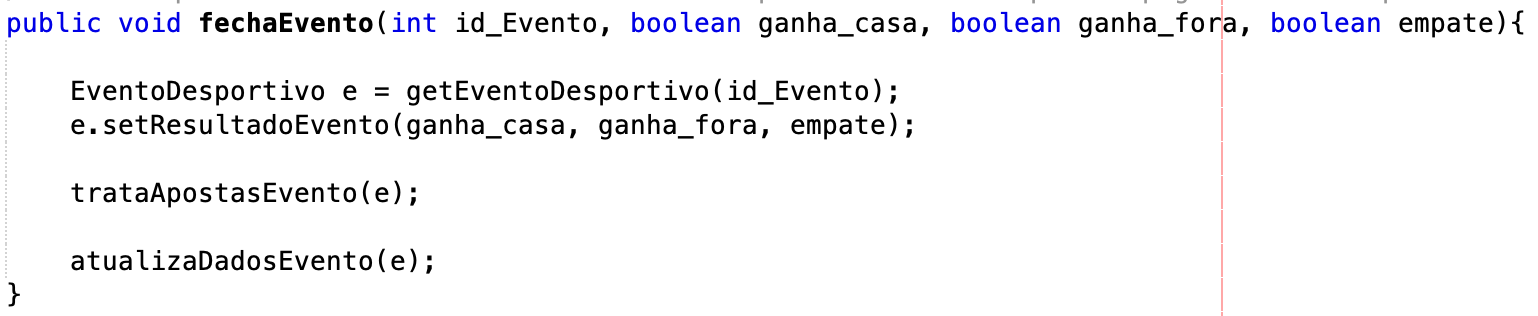 public void fechaEvento(int id_Evento, boolean ganha_casa, boolean ganha_fora, boolean empate){
EventoDesportivo e = getEventoDesportivo(id_Evento);
e.setResultadoEvento(ganha_casa, ganha_fora, empate);
trataApostasEvento(e);
atualizaDadosEvento(e);
}